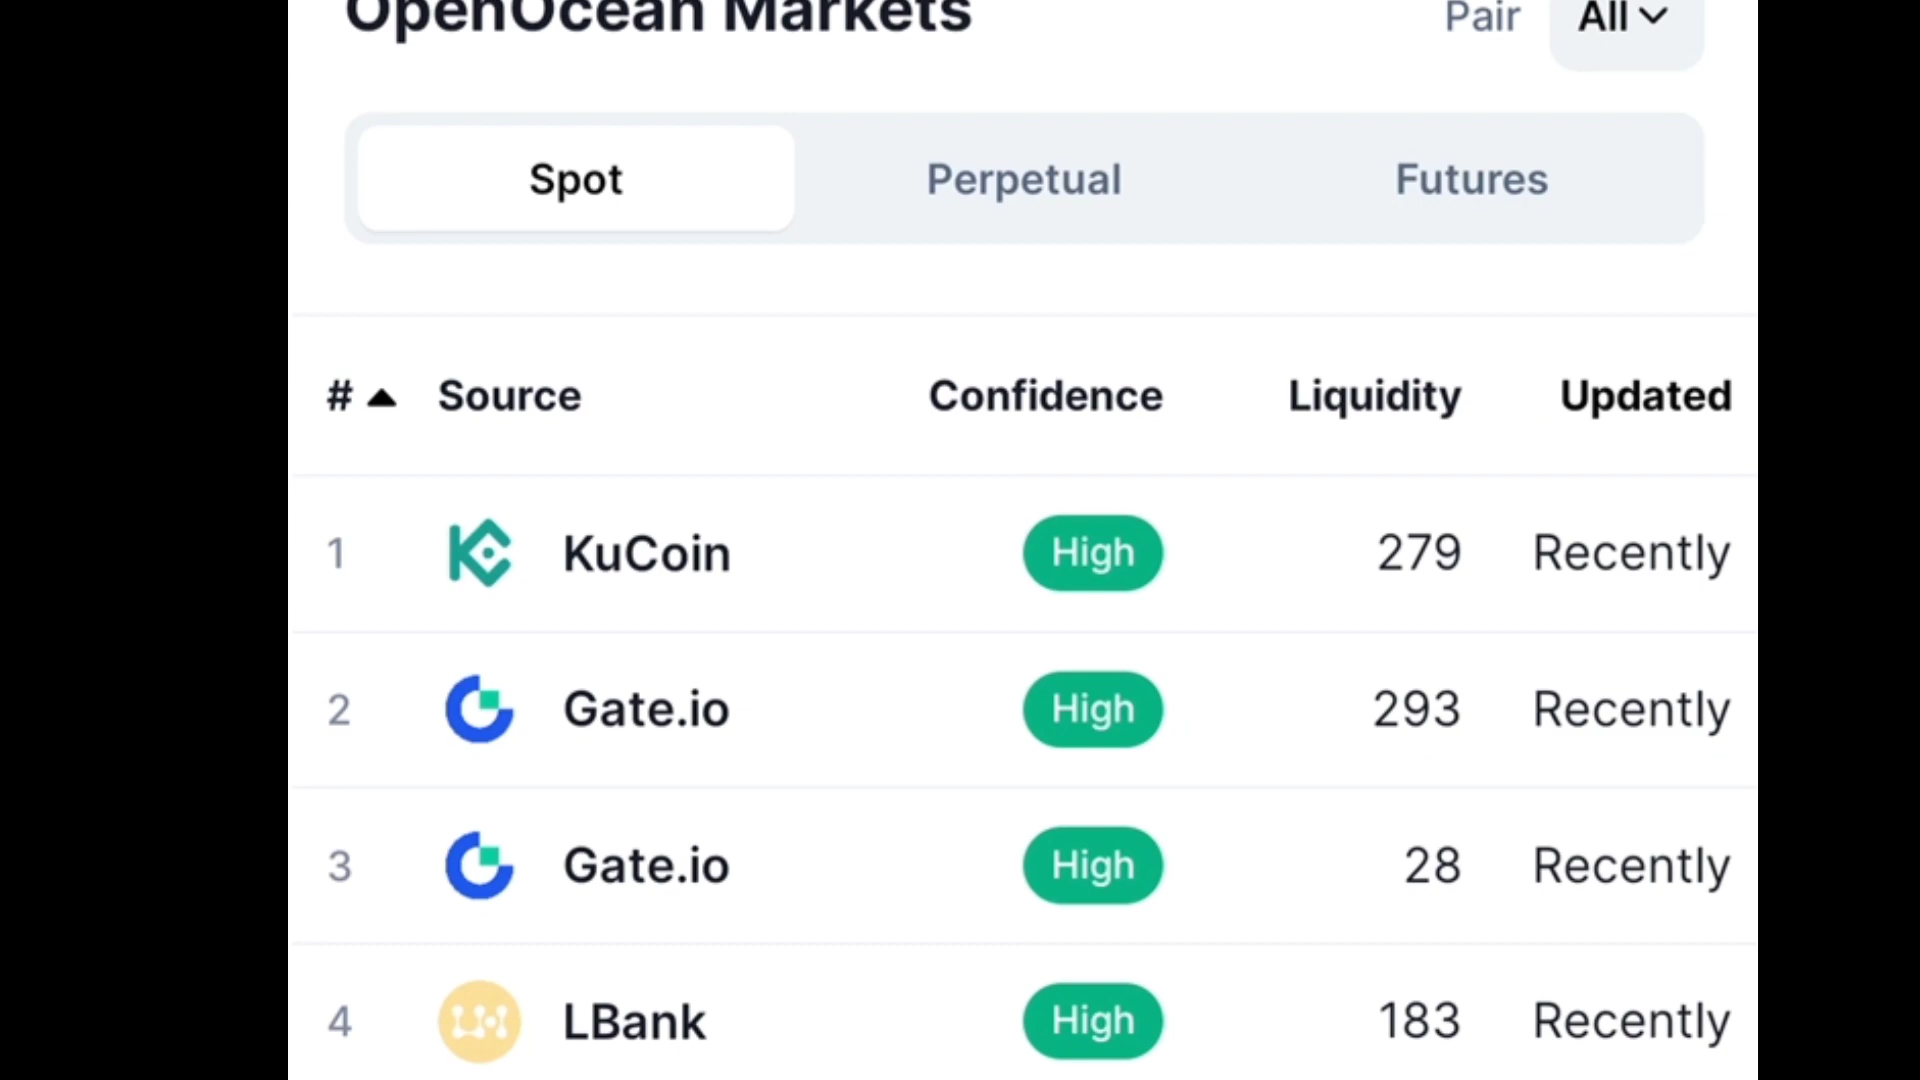 OpenOcean Markets Pair All
Spot Perpetual Futures
# Source Confidence Liquidity Updated
1 KuCoin High 279 Recently
2 Gate.io High 293 Recently
3 Gate.io High 28 Recently
4 LBank High 183 Recently